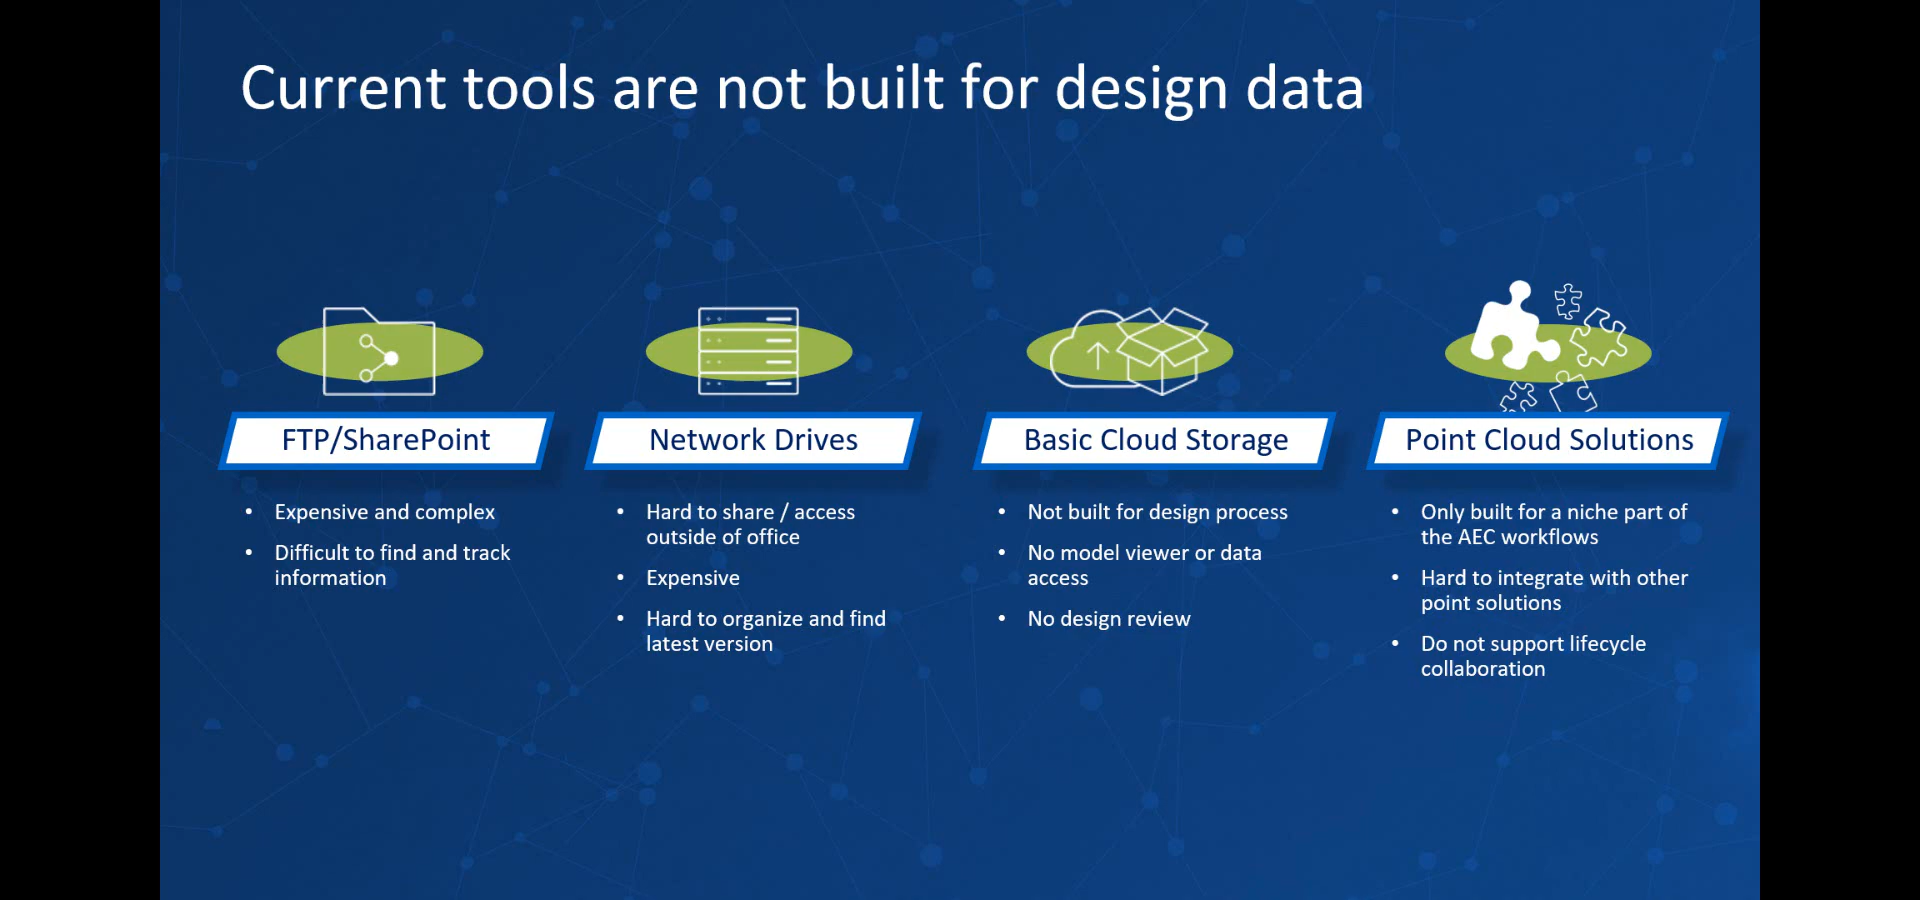 Current tools are not built for design data
FTP/SharePoint
• Expensive and complex
• Difficult to find and track
information
Network Drives
• Hard to share / access
outside of office
• Expensive
• Hard to organize and find
latest version
Basic Cloud Storage
• Not built for design process
• No model viewer or data
access
• No design review
Point Cloud Solutions
• Only built for a niche part of
the AEC workflows
• Hard to integrate with other
point solutions
• Do not support lifecycle
collaboration